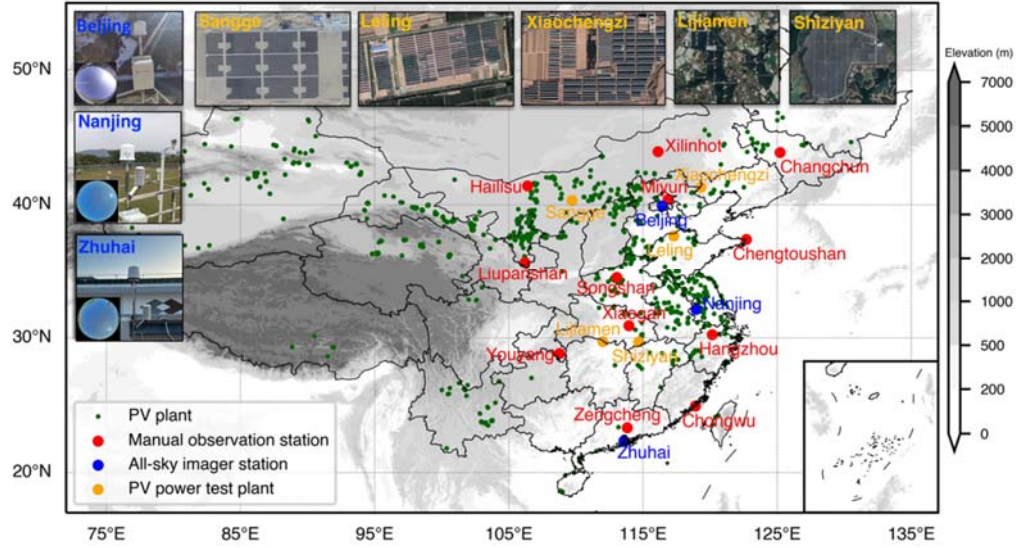 Beijing
Sangge
Leling
Xiaochengzi
Lijiamen
Shiziyan
Elevation (m)
50°N
7000
Nanjing
5000
Xilinhot
Changchun
4000
Hailisu
Miyun
Xiaochengzi
40°N
Sangge
Beijing
3000
Zhuhai
Leling
Chengtoushan
2000
Liupanshan
Songshan
1000
Xiaogan
Nanjing
30°N
Lijiamen
Shiziyan
Hangzhou
500
Youyang
200
PV plant
Zengcheng
Chongwu
Manual observation station
0
All-sky imager station
Zhuhai
20°N
PV power test plant
75°E
85°E
95°E
105°E
115°E
125°E
135°E